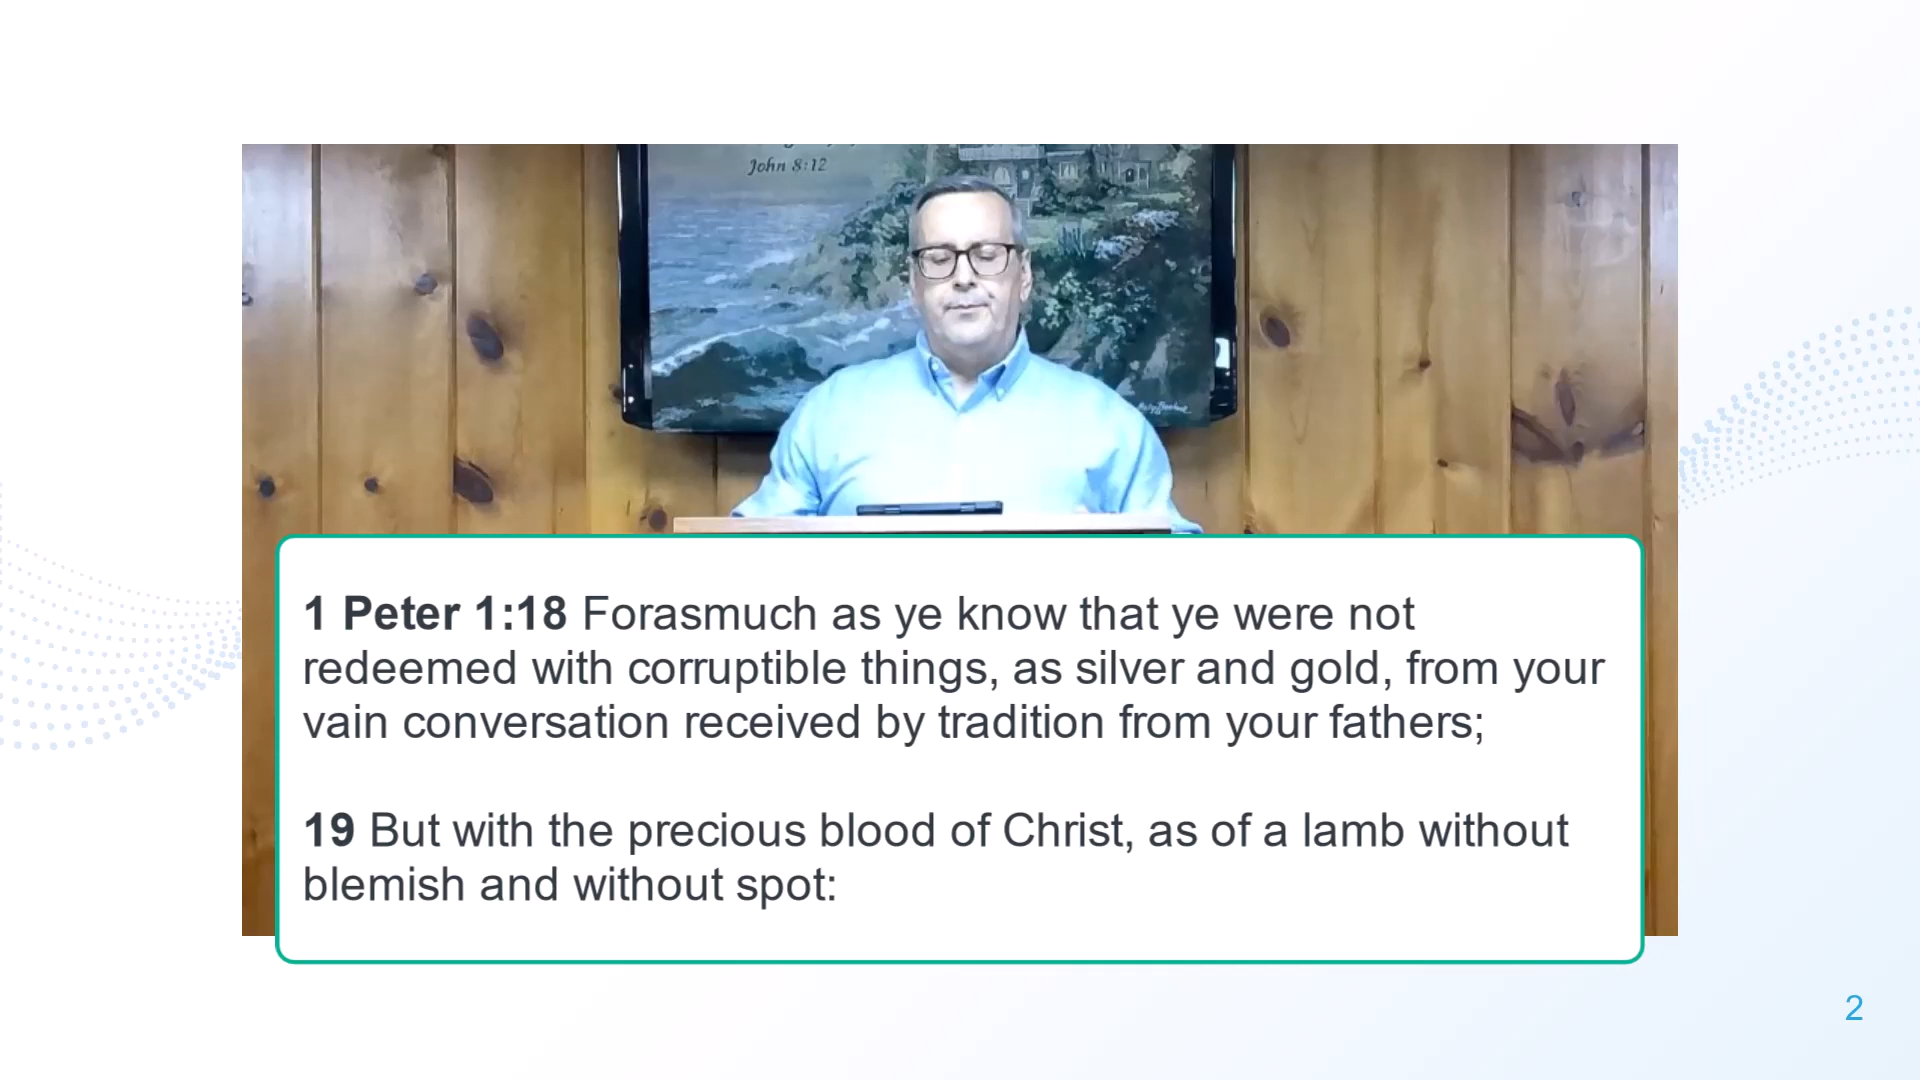 John 8:12
1 Peter 1:18 Forasmuch as ye know that ye were not
redeemed with corruptible things, as silver and gold, from your
vain conversation received by tradition from your fathers;
19 But with the precious blood of Christ, as of a lamb without
blemish and without spot:
2